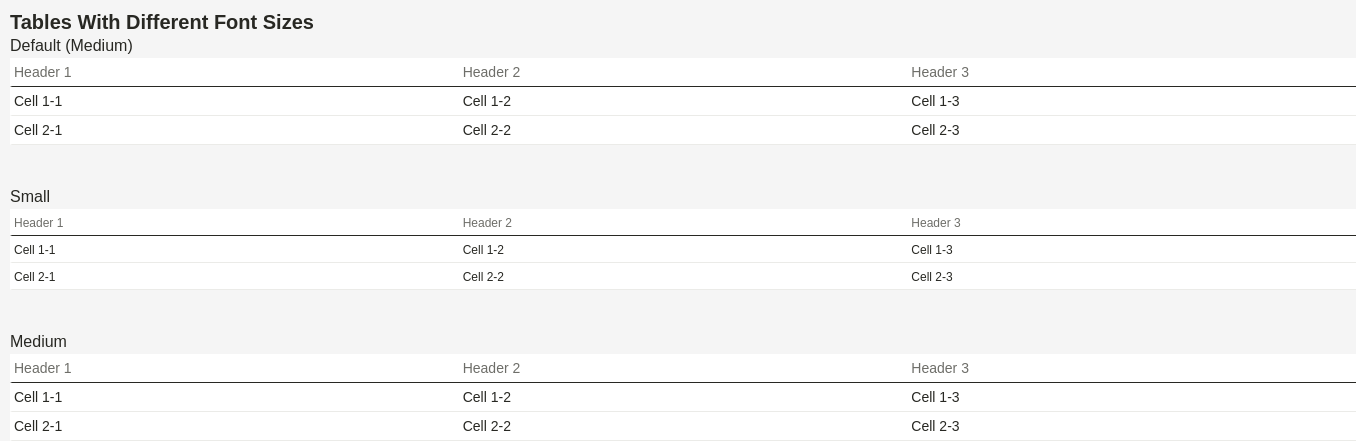 Tables With Different Font Sizes
Default (Medium)
Header 1 Header 2 Header 3
Cell 1-1 Cell 1-2 Cell 1-3
Cell 2-1 Cell 2-2 Cell 2-3
Small
Header 1 Header 2 Header 3
Cell 1-1 Cell 1-2 Cell 1-3
Cell 2-1 Cell 2-2 Cell 2-3
Medium
Header 1 Header 2 Header 3
Cell 1-1 Cell 1-2 Cell 1-3
Cell 2-1 Cell 2-2 Cell 2-3